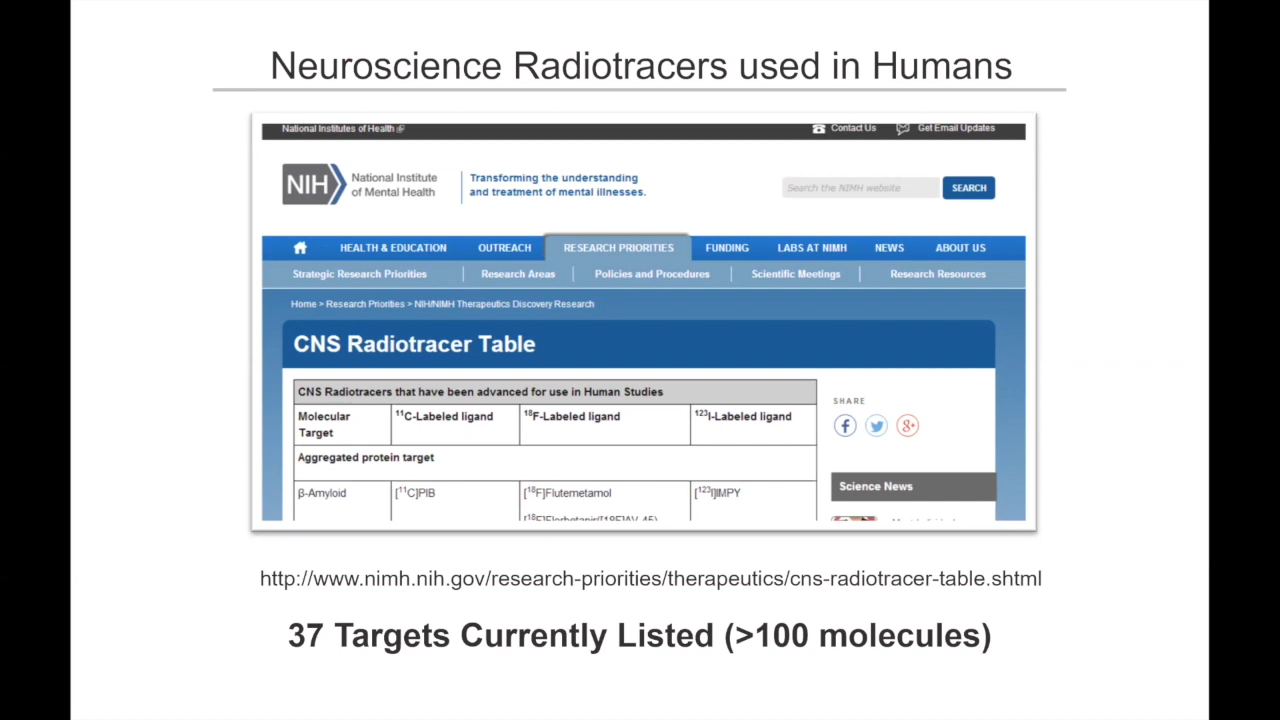 Neuroscience Radiotracers used in Humans
National Institutes of Health
Contact Us
Get Email Updates
NIH
National Institute
of Mental Health
Transforming the understanding
and treatment of mental illnesses.
Search the NIMH website
SEARCH
HEALTH & EDUCATION OUTREACH RESEARCH PRIORITIES FUNDING LABS AT NIMH NEWS ABOUT US
Strategic Research Priorities Research Areas Policies and Procedures Scientific Meetings Research Resources
Home > Research Priorities > NIH/NIMH Therapeutics Discovery Research
CNS Radiotracer Table
CNS Radiotracers that have been advanced for use in Human Studies
Molecular
Target
¹¹C-Labeled ligand
¹⁸F-Labeled ligand
¹²³I-Labeled ligand
Aggregated protein target
β-Amyloid
[¹¹C]PIB
[¹⁸F]Flutemetamol
[¹²³I]IMPY
[¹⁸F]Florbetapir([18F]AV-45)
SHARE
f
8+
Science News
http://www.nimh.nih.gov/research-priorities/therapeutics/cns-radiotracer-table.shtml
37 Targets Currently Listed (>100 molecules)